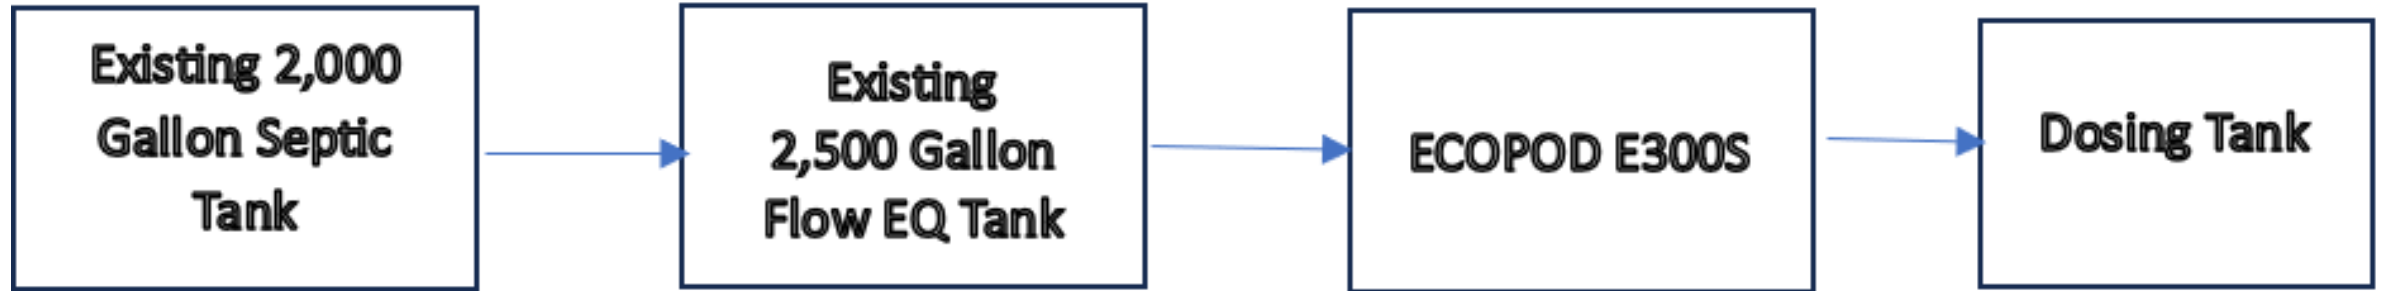 Existing 2,000
Gallon Septic
Tank
Existing
2,500 Gallon
Flow EQ Tank
ECOPOD E300S
Dosing Tank